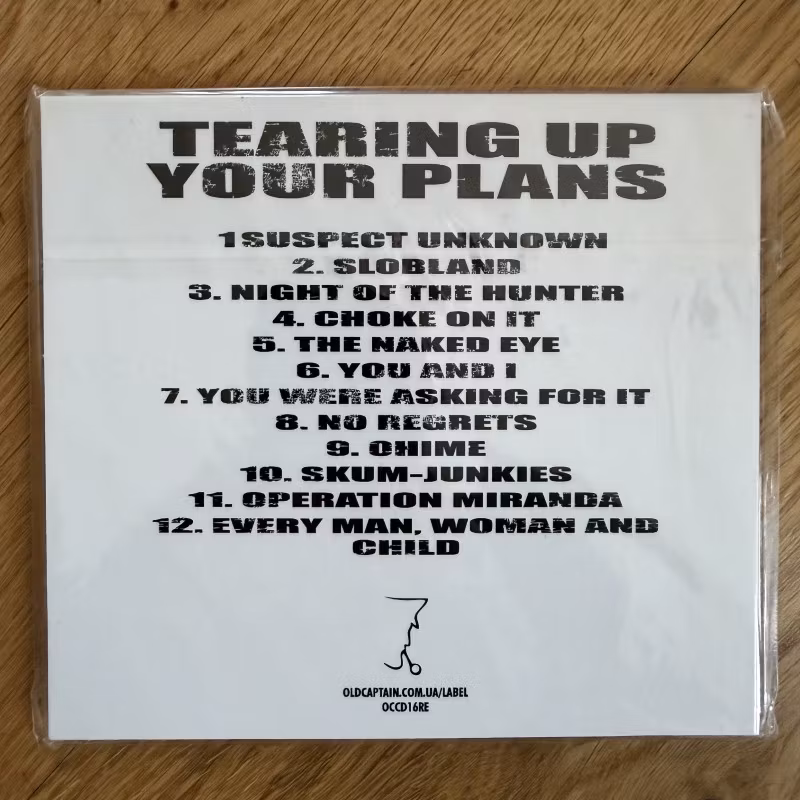 TEARING UP
YOUR PLANS
1 SUSPECT UNKNOWN
2. SLOBLAND
3. NIGHT OF THE HUNTER
4. CHOKE ON IT
5. THE NAKED EYE
6. YOU AND I
7. YOU WERE ASKING FOR IT
8. NO REGRETS
9. OHIME
10. SKUM-JUNKIES
11. OPERATION MIRANDA
12. EVERY MAN, WOMAN AND
CHILD
OLDCAPTAIN.COM.UA/LABEL
OCCD16RE